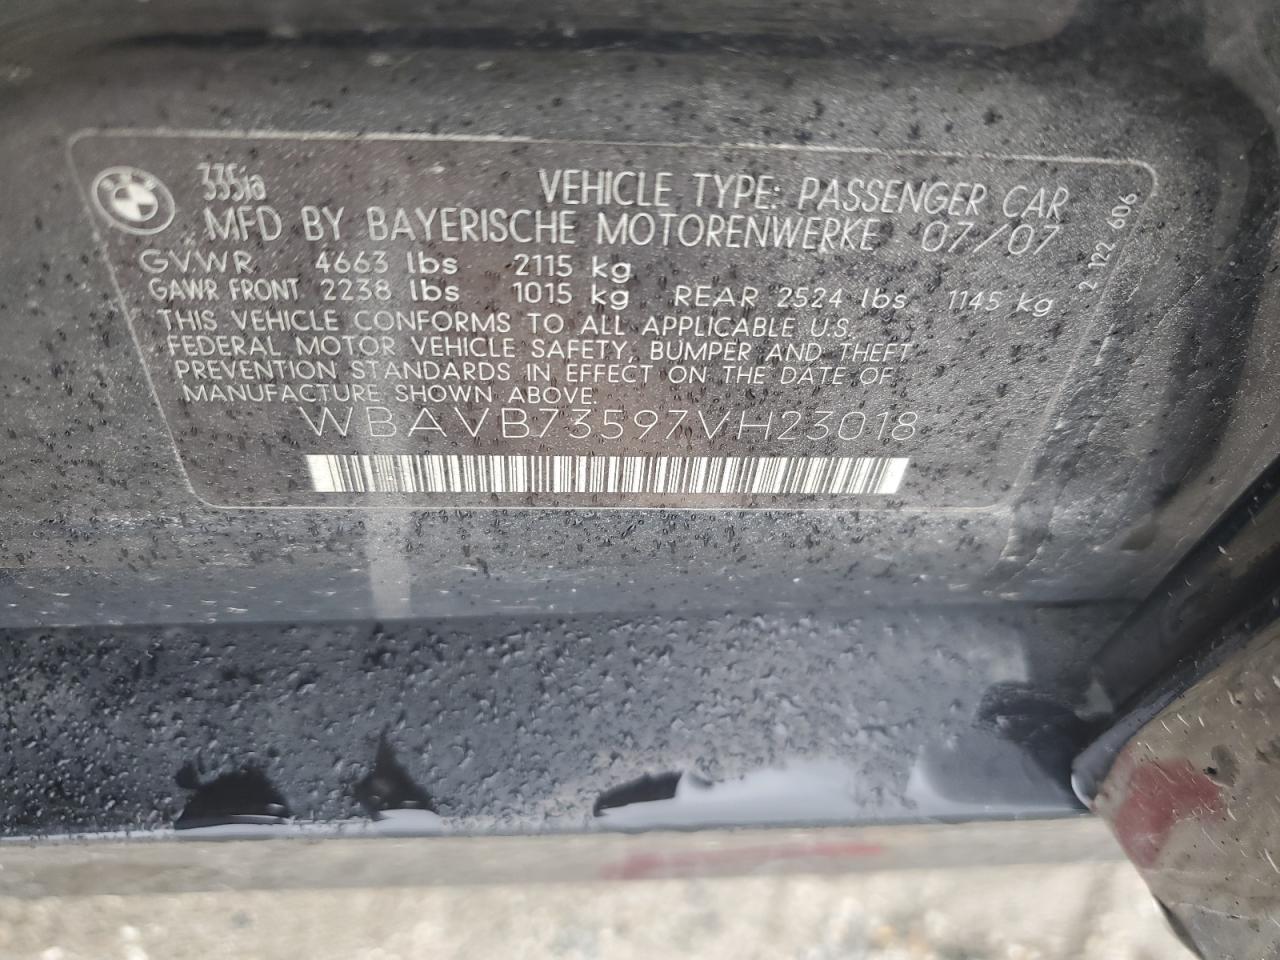 335ia
VEHICLE TYPE: PASSENGER CAR
MFD BY BAYERISCHE MOTORENWERKE 07/07
G.V.W.R. 4663 lbs 2115 kg
GAWR FRONT 2238 lbs 1015 kg REAR 2524 lbs 1145 kg
THIS VEHICLE CONFORMS TO ALL APPLICABLE U.S.
FEDERAL MOTOR VEHICLE SAFETY, BUMPER AND THEFT
PREVENTION STANDARDS IN EFFECT ON THE DATE OF
MANUFACTURE SHOWN ABOVE.
WBAVB73597VH23018
2 122 606